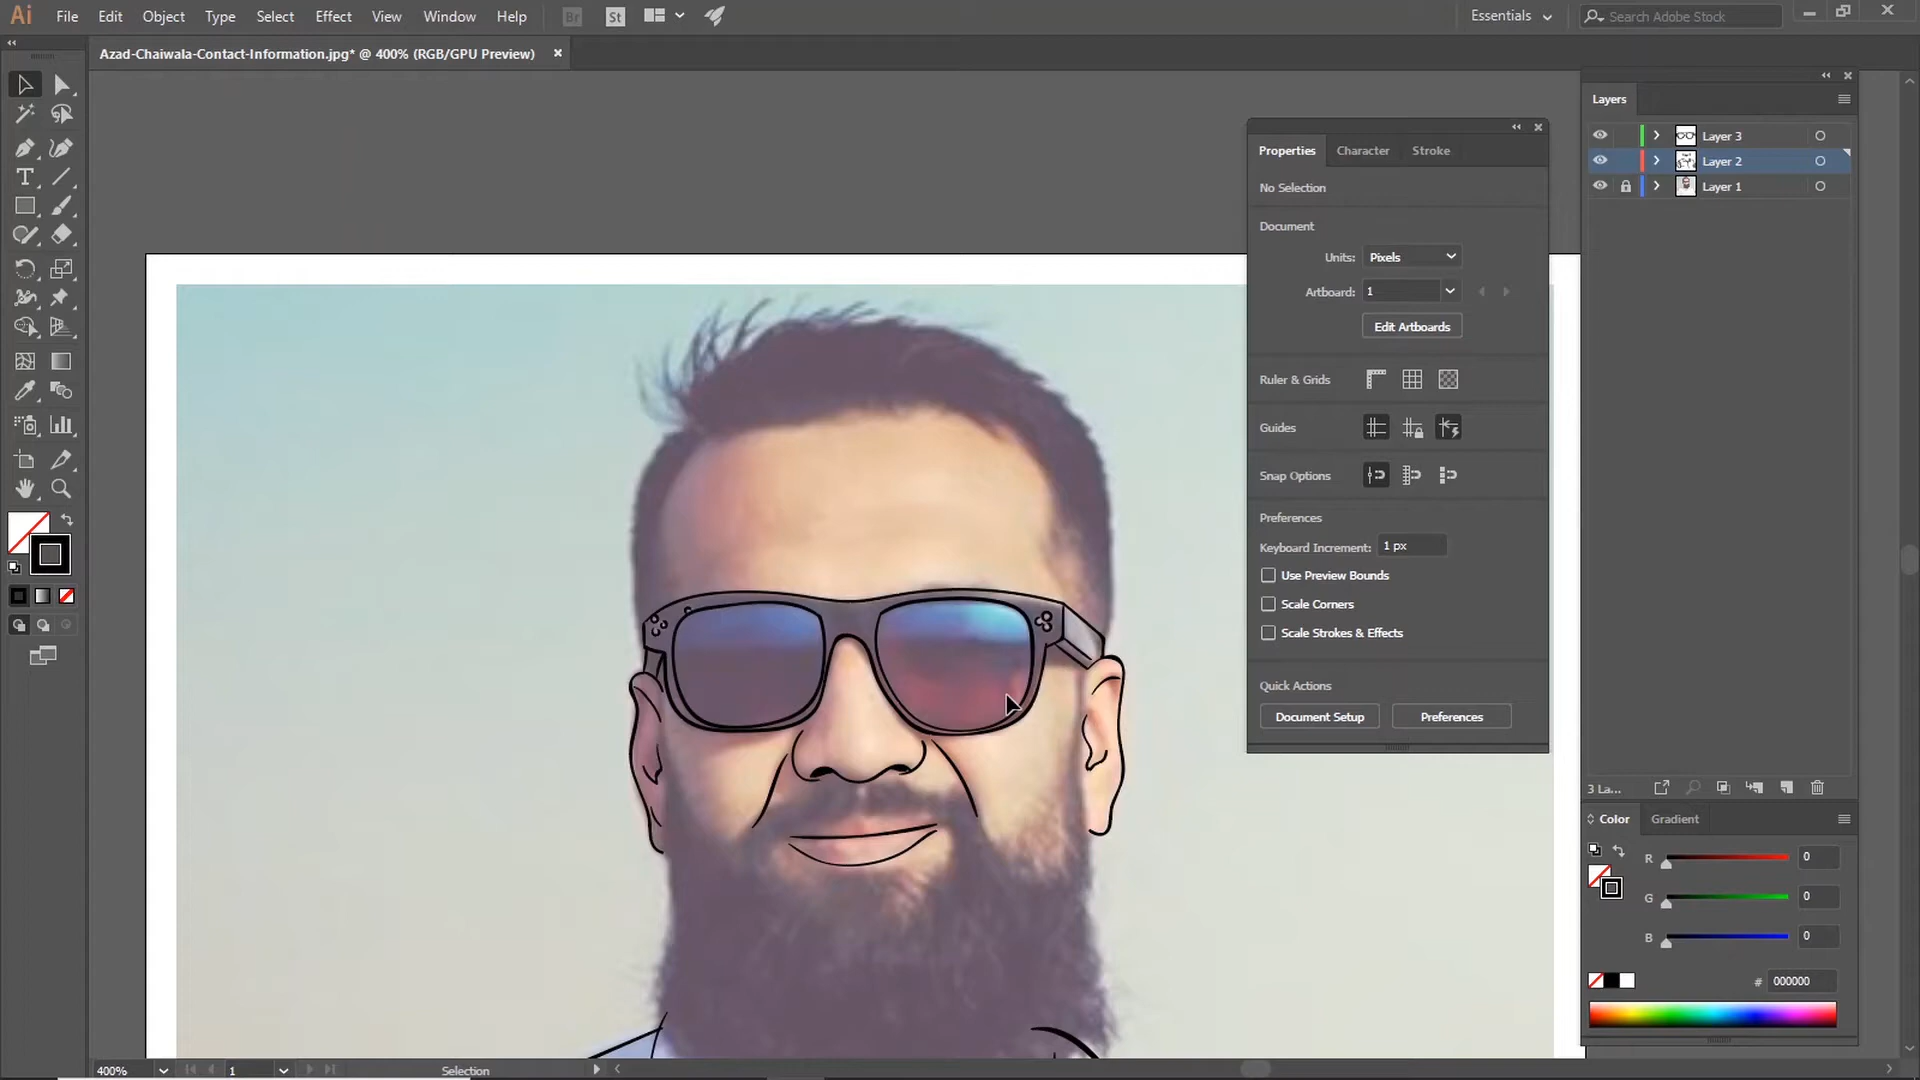 Ai File Edit Object Type Select Effect View Window Help Br St Essentials Search Adobe Stock
Azad-Chaiwala-Contact-Information.jpg* @ 400% (RGB/GPU Preview)
Layers
Layer 3
Layer 2
Layer 1
Properties Character Stroke
No Selection
Document
Units: Pixels
Artboard: 1
Edit Artboards
Ruler & Grids
Guides
Snap Options
Preferences
Keyboard Increment: 1 px
Use Preview Bounds
Scale Corners
Scale Strokes & Effects
Quick Actions
Document Setup Preferences
3 La...
Color Gradient
R 0
G 0
B 0
# 000000
400% 1 Selection